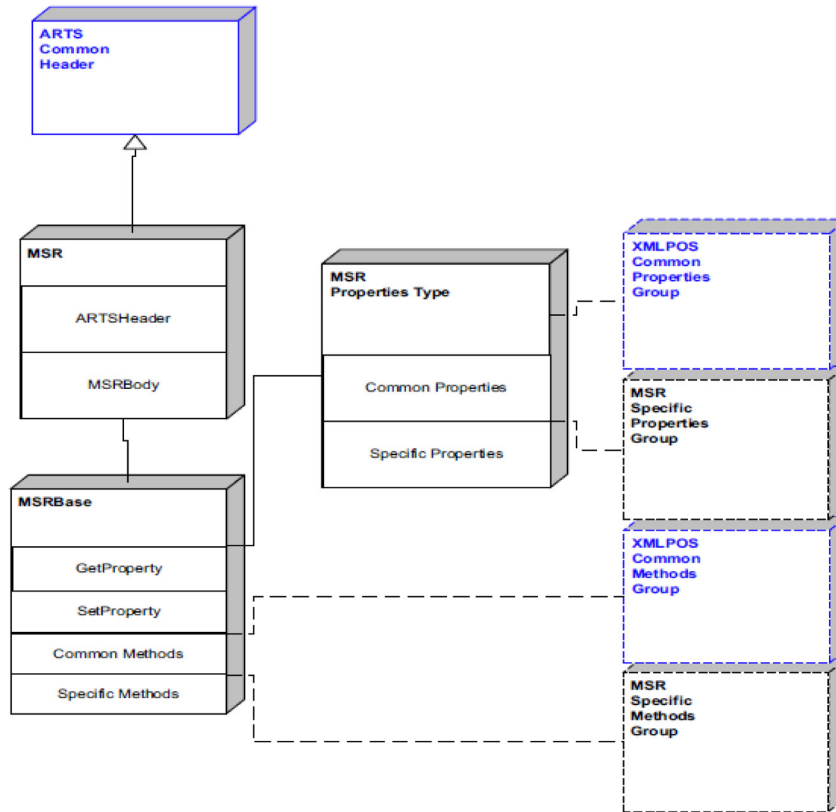 ARTS
Common
Header
MSR
ARTSHeader
MSRBody
MSR
Properties Type
Common Properties
Specific Properties
XMLPOS
Common
Properties
Group
MSR
Specific
Properties
Group
MSRBase
GetProperty
SetProperty
Common Methods
Specific Methods
XMLPOS
Common
Methods
Group
MSR
Specific
Methods
Group